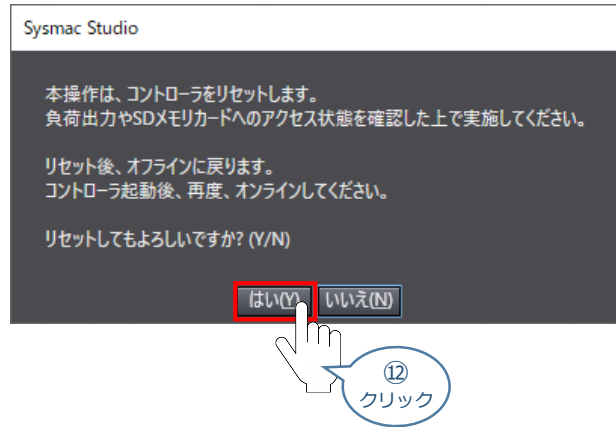 Sysmac Studio
本操作は、コントローラをリセットします。
負荷出力やSDメモリカードへのアクセス状態を確認した上で実施してください。
リセット後、オフラインに戻ります。
コントローラ起動後、再度、オンラインしてください。
リセットしてもよろしいですか? (Y/N)
はい(Y) いいえ(N)
⑫
クリック